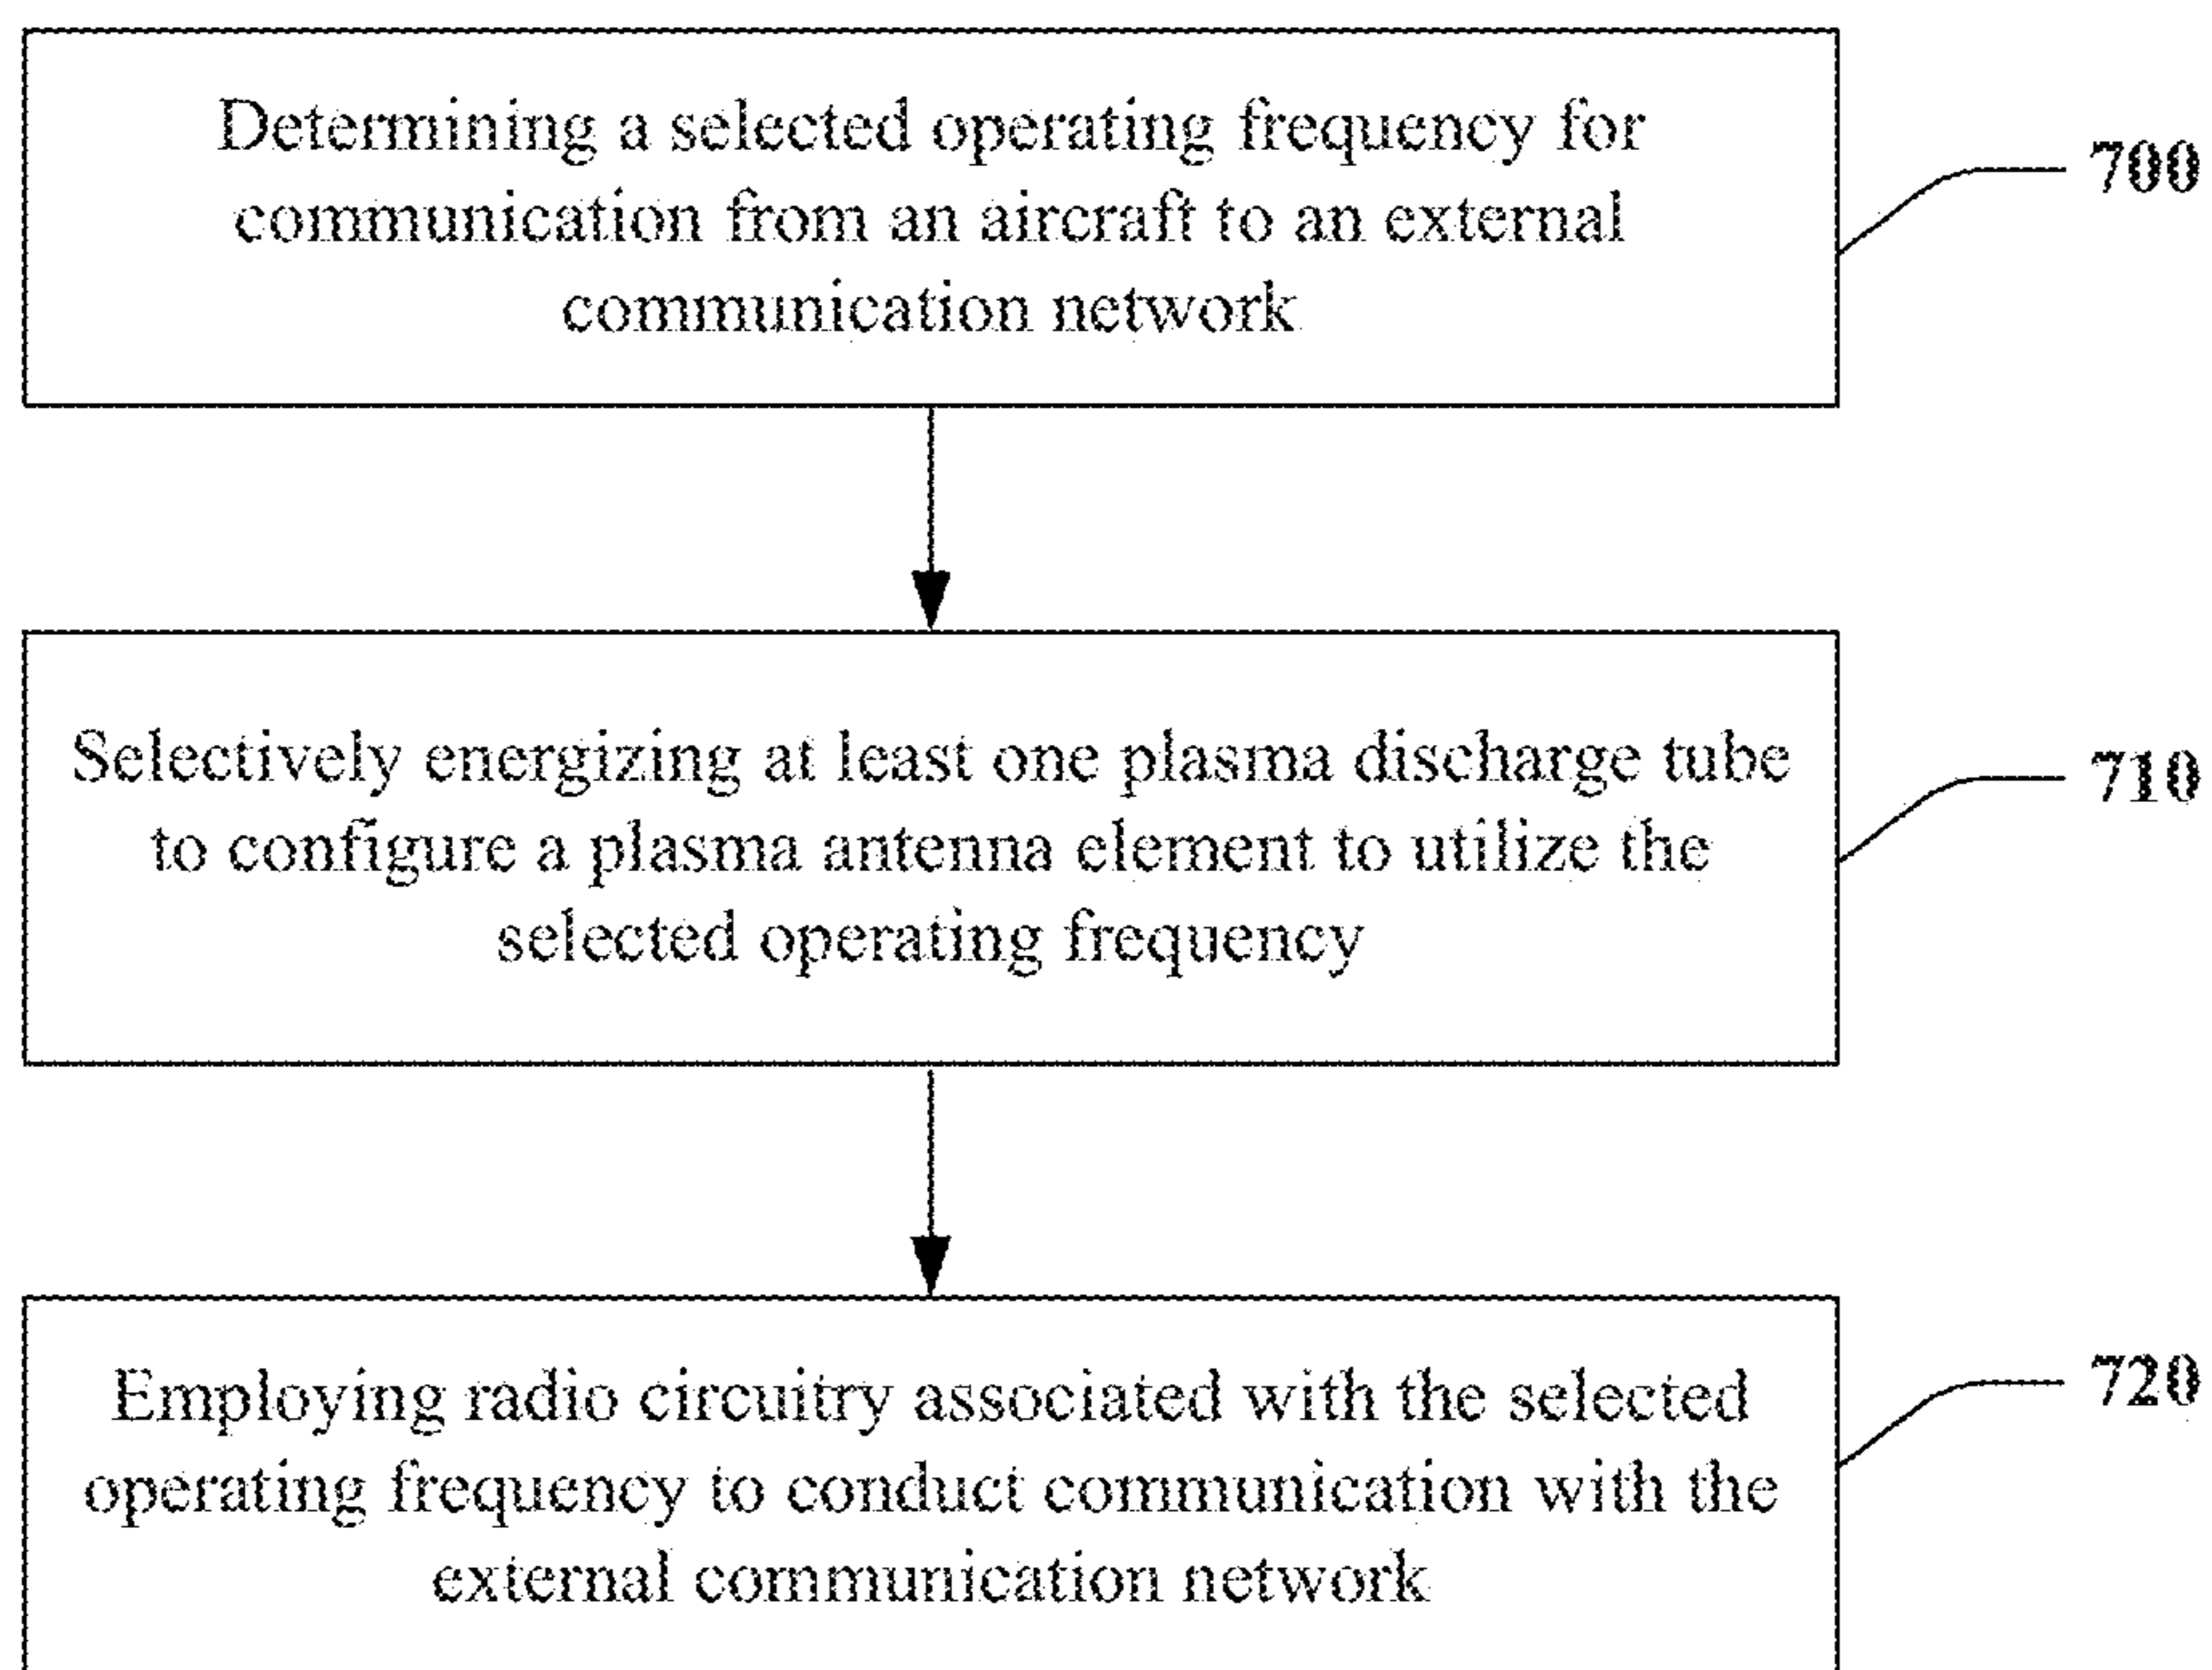 Determining a selected operating frequency for
communication from an aircraft to an external
communication network
700
Selectively energizing at least one plasma discharge tube
to configure a plasma antenna element to utilize the
selected operating frequency
710
Employing radio circuitry associated with the selected
operating frequency to conduct communication with the
external communication network
720